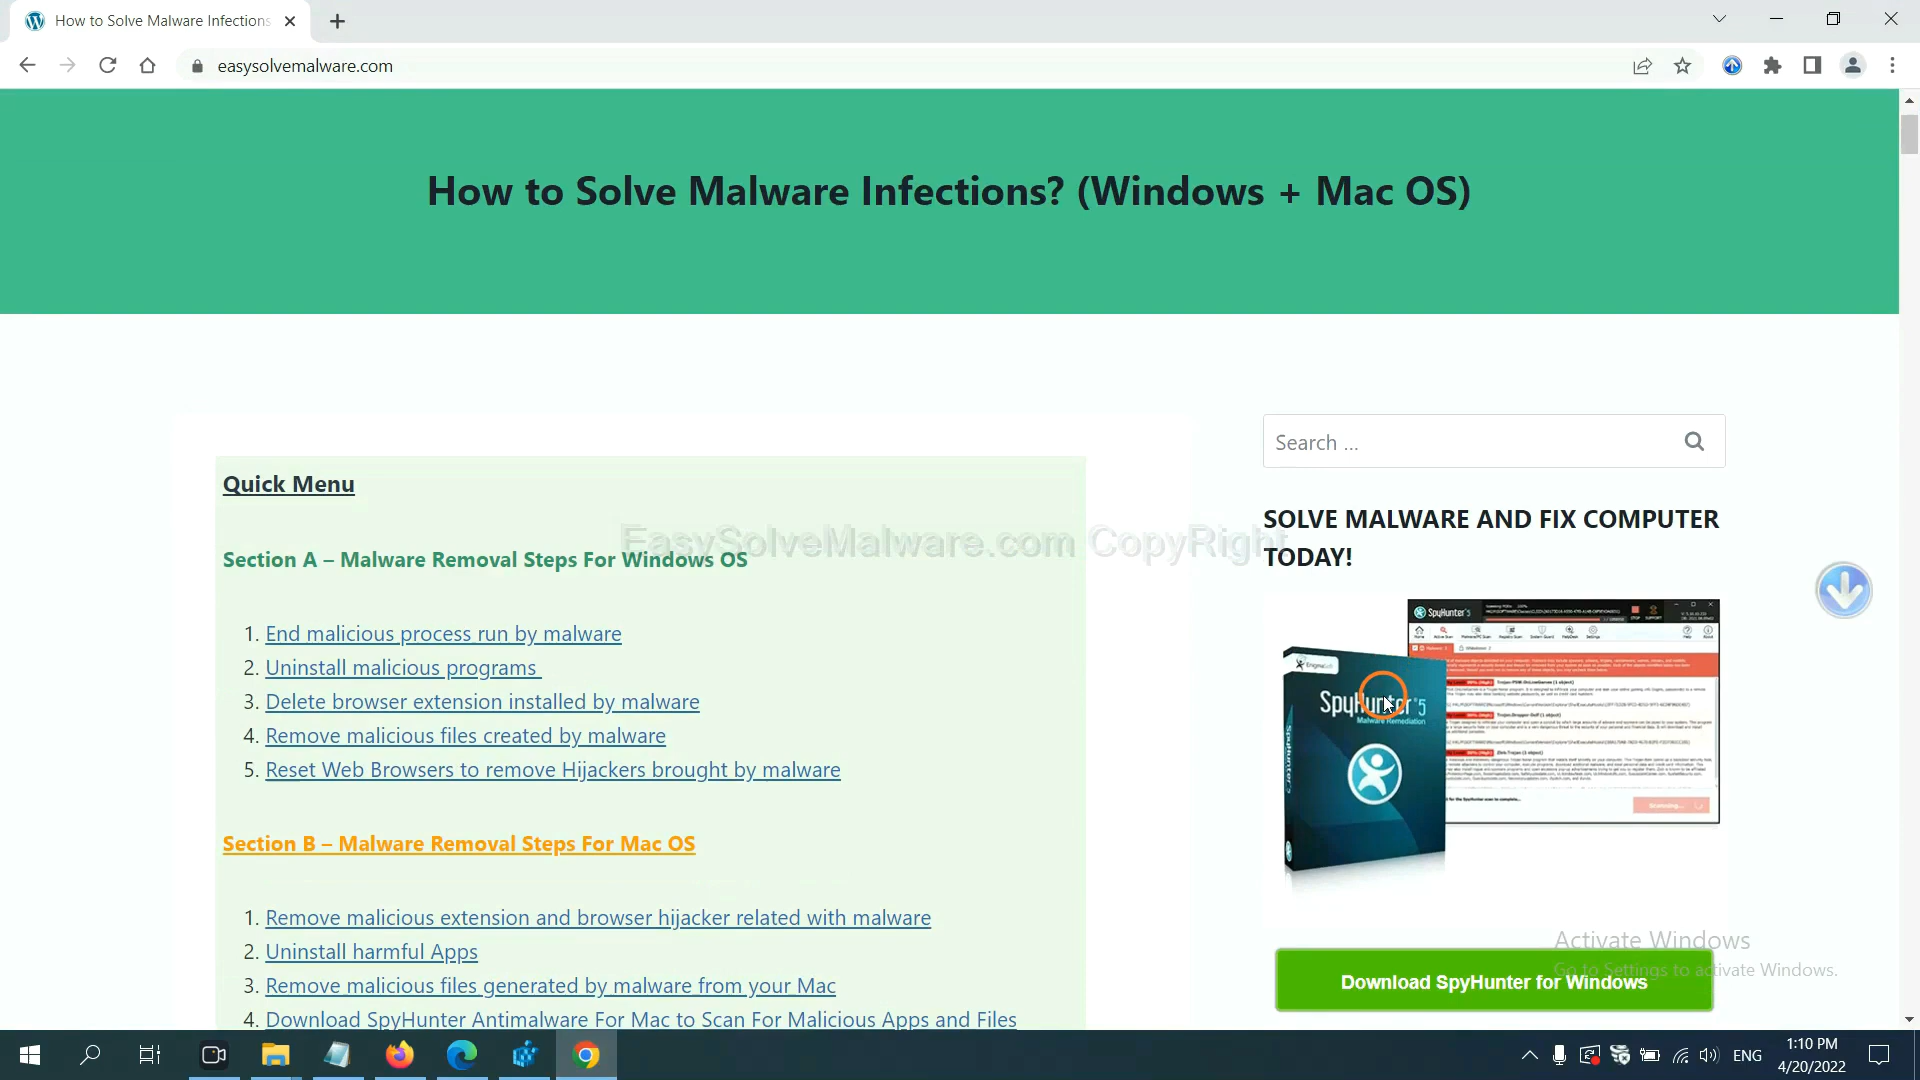 How to Solve Malware Infections
easysolvemalware.com
How to Solve Malware Infections? (Windows + Mac OS)
Search ...
Quick Menu
SOLVE MALWARE AND FIX COMPUTER
TODAY!
EasySolveMalware.com CopyRight
Section A – Malware Removal Steps For Windows OS
1. End malicious process run by malware
2. Uninstall malicious programs
3. Delete browser extension installed by malware
4. Remove malicious files created by malware
5. Reset Web Browsers to remove Hijackers brought by malware
Section B – Malware Removal Steps For Mac OS
1. Remove malicious extension and browser hijacker related with malware
2. Uninstall harmful Apps
3. Remove malicious files generated by malware from your Mac
4. Download SpyHunter Antimalware For Mac to Scan For Malicious Apps and Files
SpyHunter 5
EnigmaSoft
SpyHunter 5
Malware Remediation
Activate Windows
Go to Settings to activate Windows.
Download SpyHunter for Windows
ENG
1:10 PM
4/20/2022